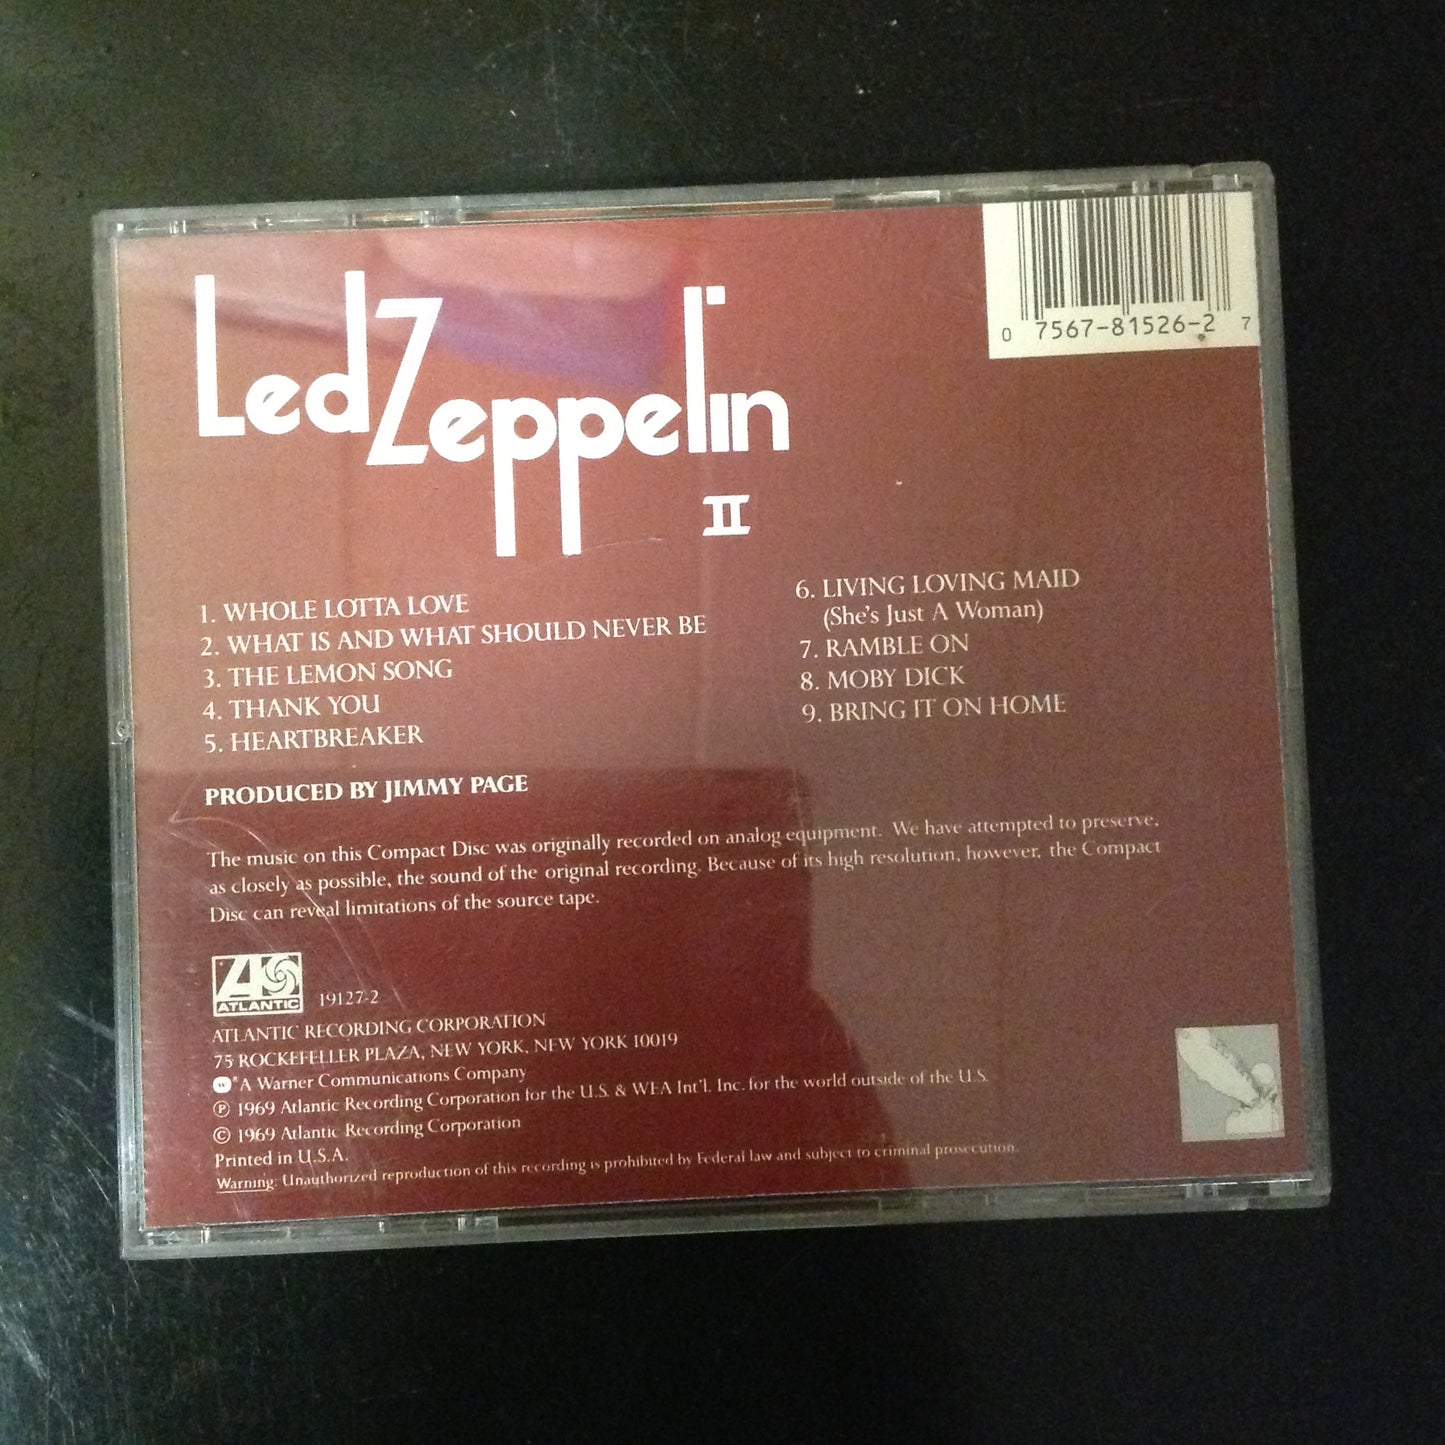 Led Zeppelin
II
0 7567-81526-2 7
1. WHOLE LOTTA LOVE
2. WHAT IS AND WHAT SHOULD NEVER BE
3. THE LEMON SONG
4. THANK YOU
5. HEARTBREAKER
6. LIVING LOVING MAID
(She's Just A Woman)
7. RAMBLE ON
8. MOBY DICK
9. BRING IT ON HOME
PRODUCED BY JIMMY PAGE
The music on this Compact Disc was originally recorded on analog equipment. We have attempted to preserve,
as closely as possible, the sound of the original recording. Because of its high resolution, however, the Compact
Disc can reveal limitations of the source tape.
ATLANTIC
19127-2
ATLANTIC RECORDING CORPORATION
75 ROCKEFELLER PLAZA, NEW YORK, NEW YORK 10019
W * A Warner Communications Company
℗ 1969 Atlantic Recording Corporation for the U.S. & WEA Int'l. Inc. for the world outside of the U.S.
© 1969 Atlantic Recording Corporation
Printed in U.S.A.
Warning: Unauthorized reproduction of this recording is prohibited by Federal law and subject to criminal prosecution.